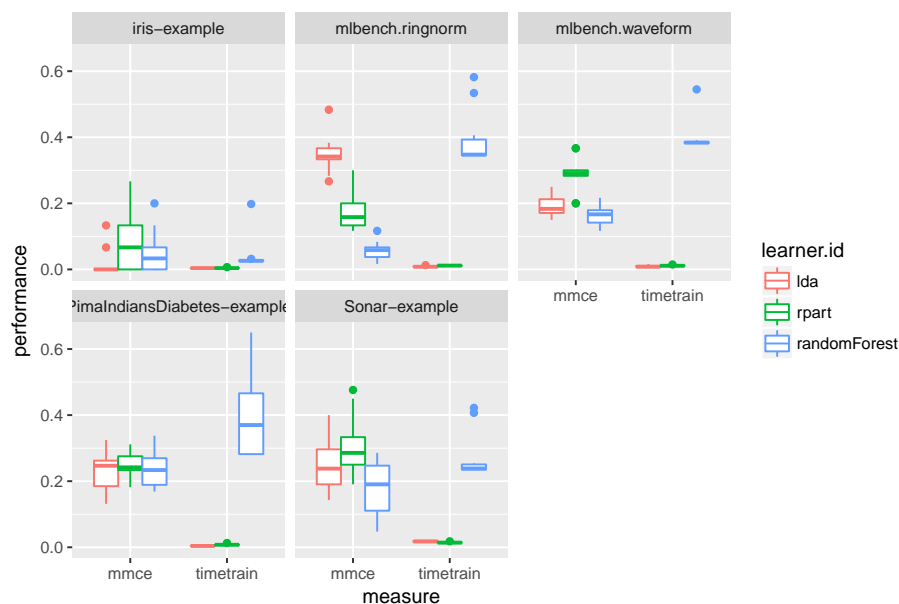 iris−example
mlbench.ringnorm
mlbench.waveform
0.6
0.4
0.2
0.0
mmce
timetrain
PimaIndiansDiabetes−example
Sonar−example
0.6
0.4
0.2
0.0
mmce
timetrain
mmce
timetrain
measure
performance
learner.id
lda
rpart
randomForest